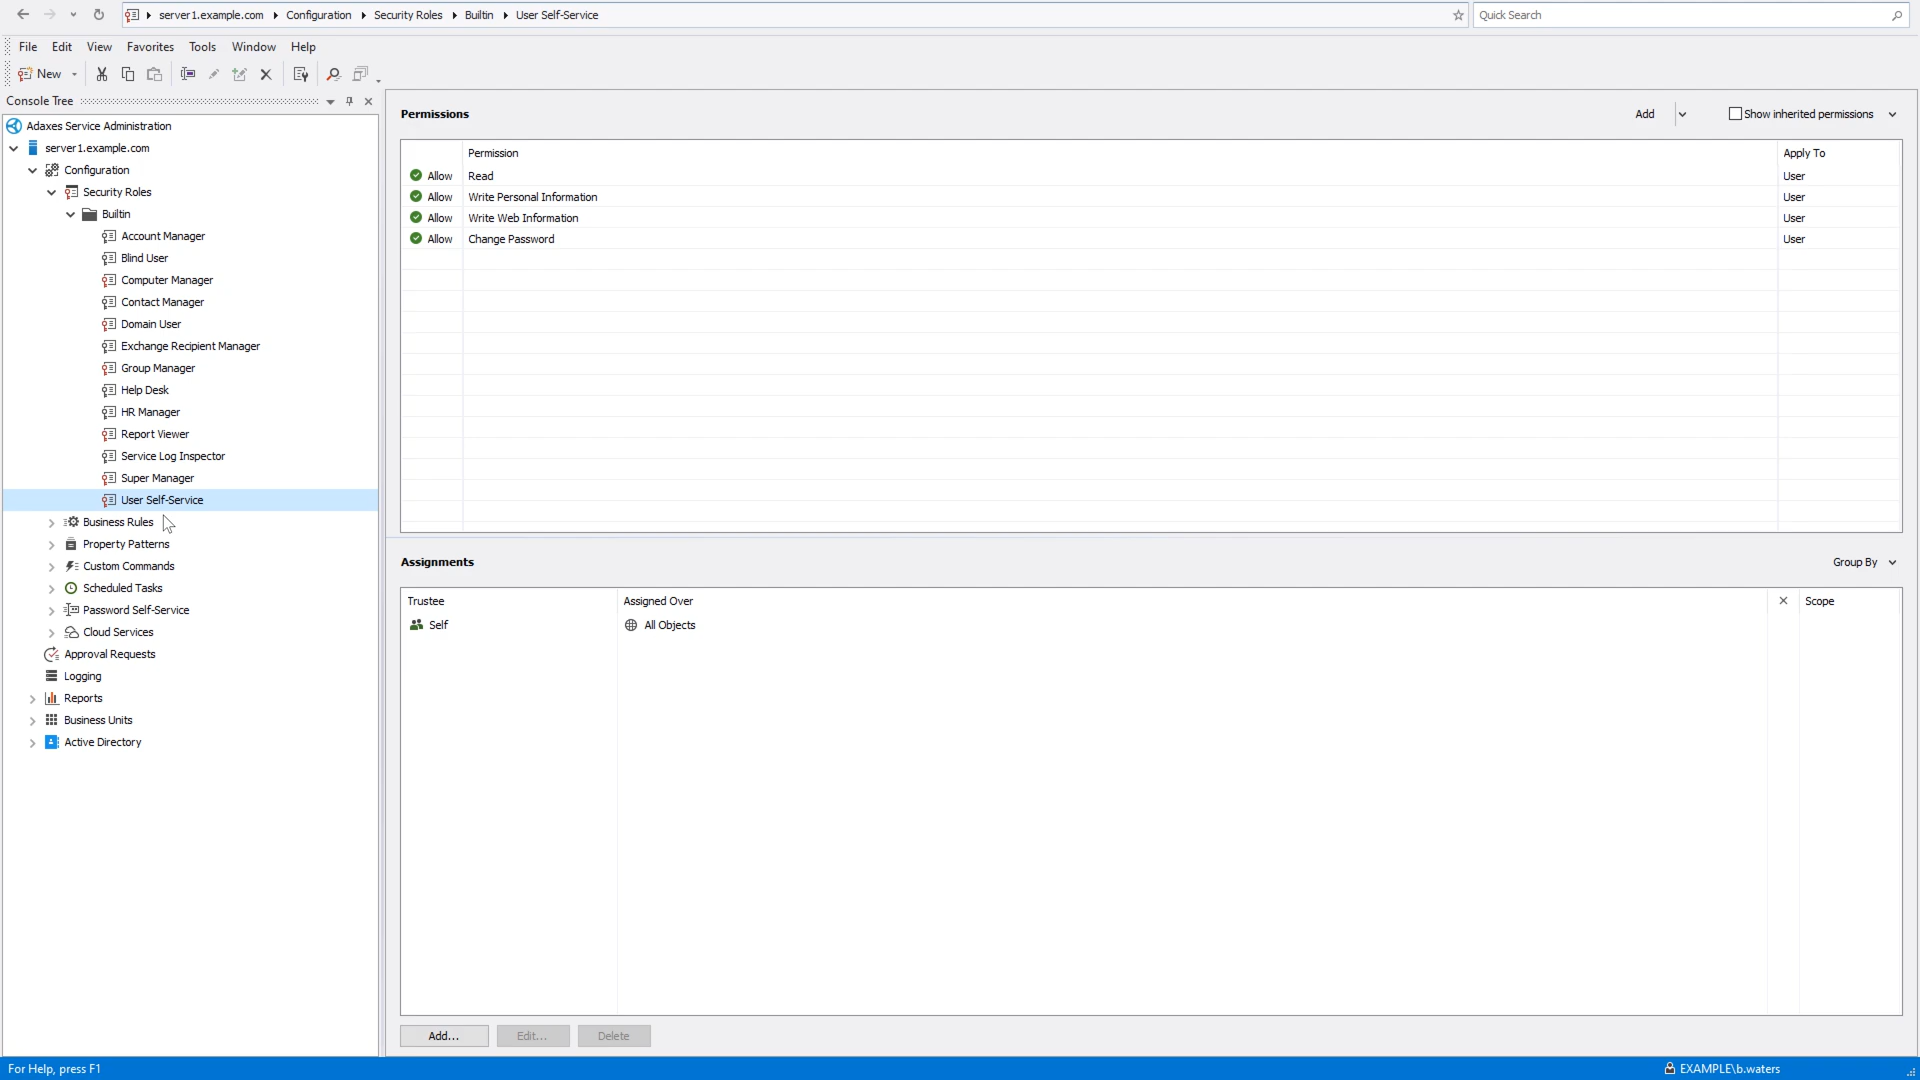 server1.example.com Configuration Security Roles Builtin User Self-Service
Quick Search
File Edit View Favorites Tools Window Help
New
Console Tree
Adaxes Service Administration
server1.example.com
Configuration
Security Roles
Builtin
Account Manager
Blind User
Computer Manager
Contact Manager
Domain User
Exchange Recipient Manager
Group Manager
Help Desk
HR Manager
Report Viewer
Service Log Inspector
Super Manager
User Self-Service
Business Rules
Property Patterns
Custom Commands
Scheduled Tasks
Password Self-Service
Cloud Services
Approval Requests
Logging
Reports
Business Units
Active Directory
Permissions
Add
Show inherited permissions
Permission Apply To
Allow Read User
Allow Write Personal Information User
Allow Write Web Information User
Allow Change Password User
Assignments
Group By
Trustee Assigned Over Scope
Self All Objects
Add... Edit... Delete
For Help, press F1
EXAMPLE\b.waters